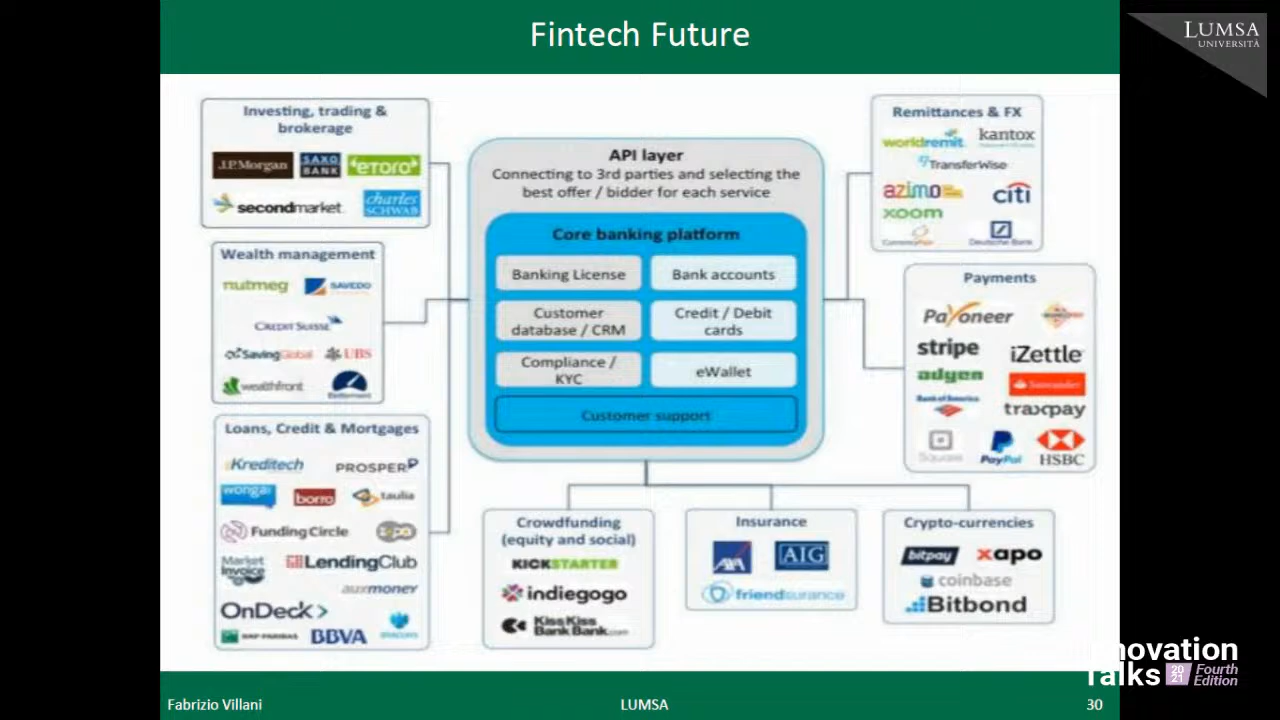 Fintech Future
LUMSA
UNIVERSITÀ
Investing, trading &
brokerage
J.P.Morgan
SAXO
BANK
eTORO
secondmarket
charles
SCHWAB
Wealth management
nutmeg
SAVEDO
CREDIT SUISSE
SavingGlobal
UBS
wealthfront
Betterment
Loans, Credit & Mortgages
Kreditech
PROSPER
wonga
borro
taulia
Funding Circle
Market
Invoice
LendingClub
auxmoney
OnDeck>
BNP PARIBAS
BBVA
BARCLAYS
API layer
Connecting to 3rd parties and selecting the
best offer / bidder for each service
Core banking platform
Banking License
Bank accounts
Customer
database / CRM
Credit / Debit
cards
Compliance /
KYC
eWallet
Customer support
Remittances & FX
worldremit
kantox
TransferWise
azimo
citi
xoom
CurrencyFair
Deutsche Bank
Payments
Payoneer
stripe
iZettle
adyen
Santander
Bank of America
traxpay
Square
PayPal
HSBC
Crowdfunding
(equity and social)
KICKSTARTER
indiegogo
KissKiss
BankBank.com
Insurance
AXA
AIG
friendsurance
Crypto-currencies
bitpay
xapo
coinbase
Bitbond
novation
Talks
20
21
Fourth
Edition
Fabrizio Villani
LUMSA
30